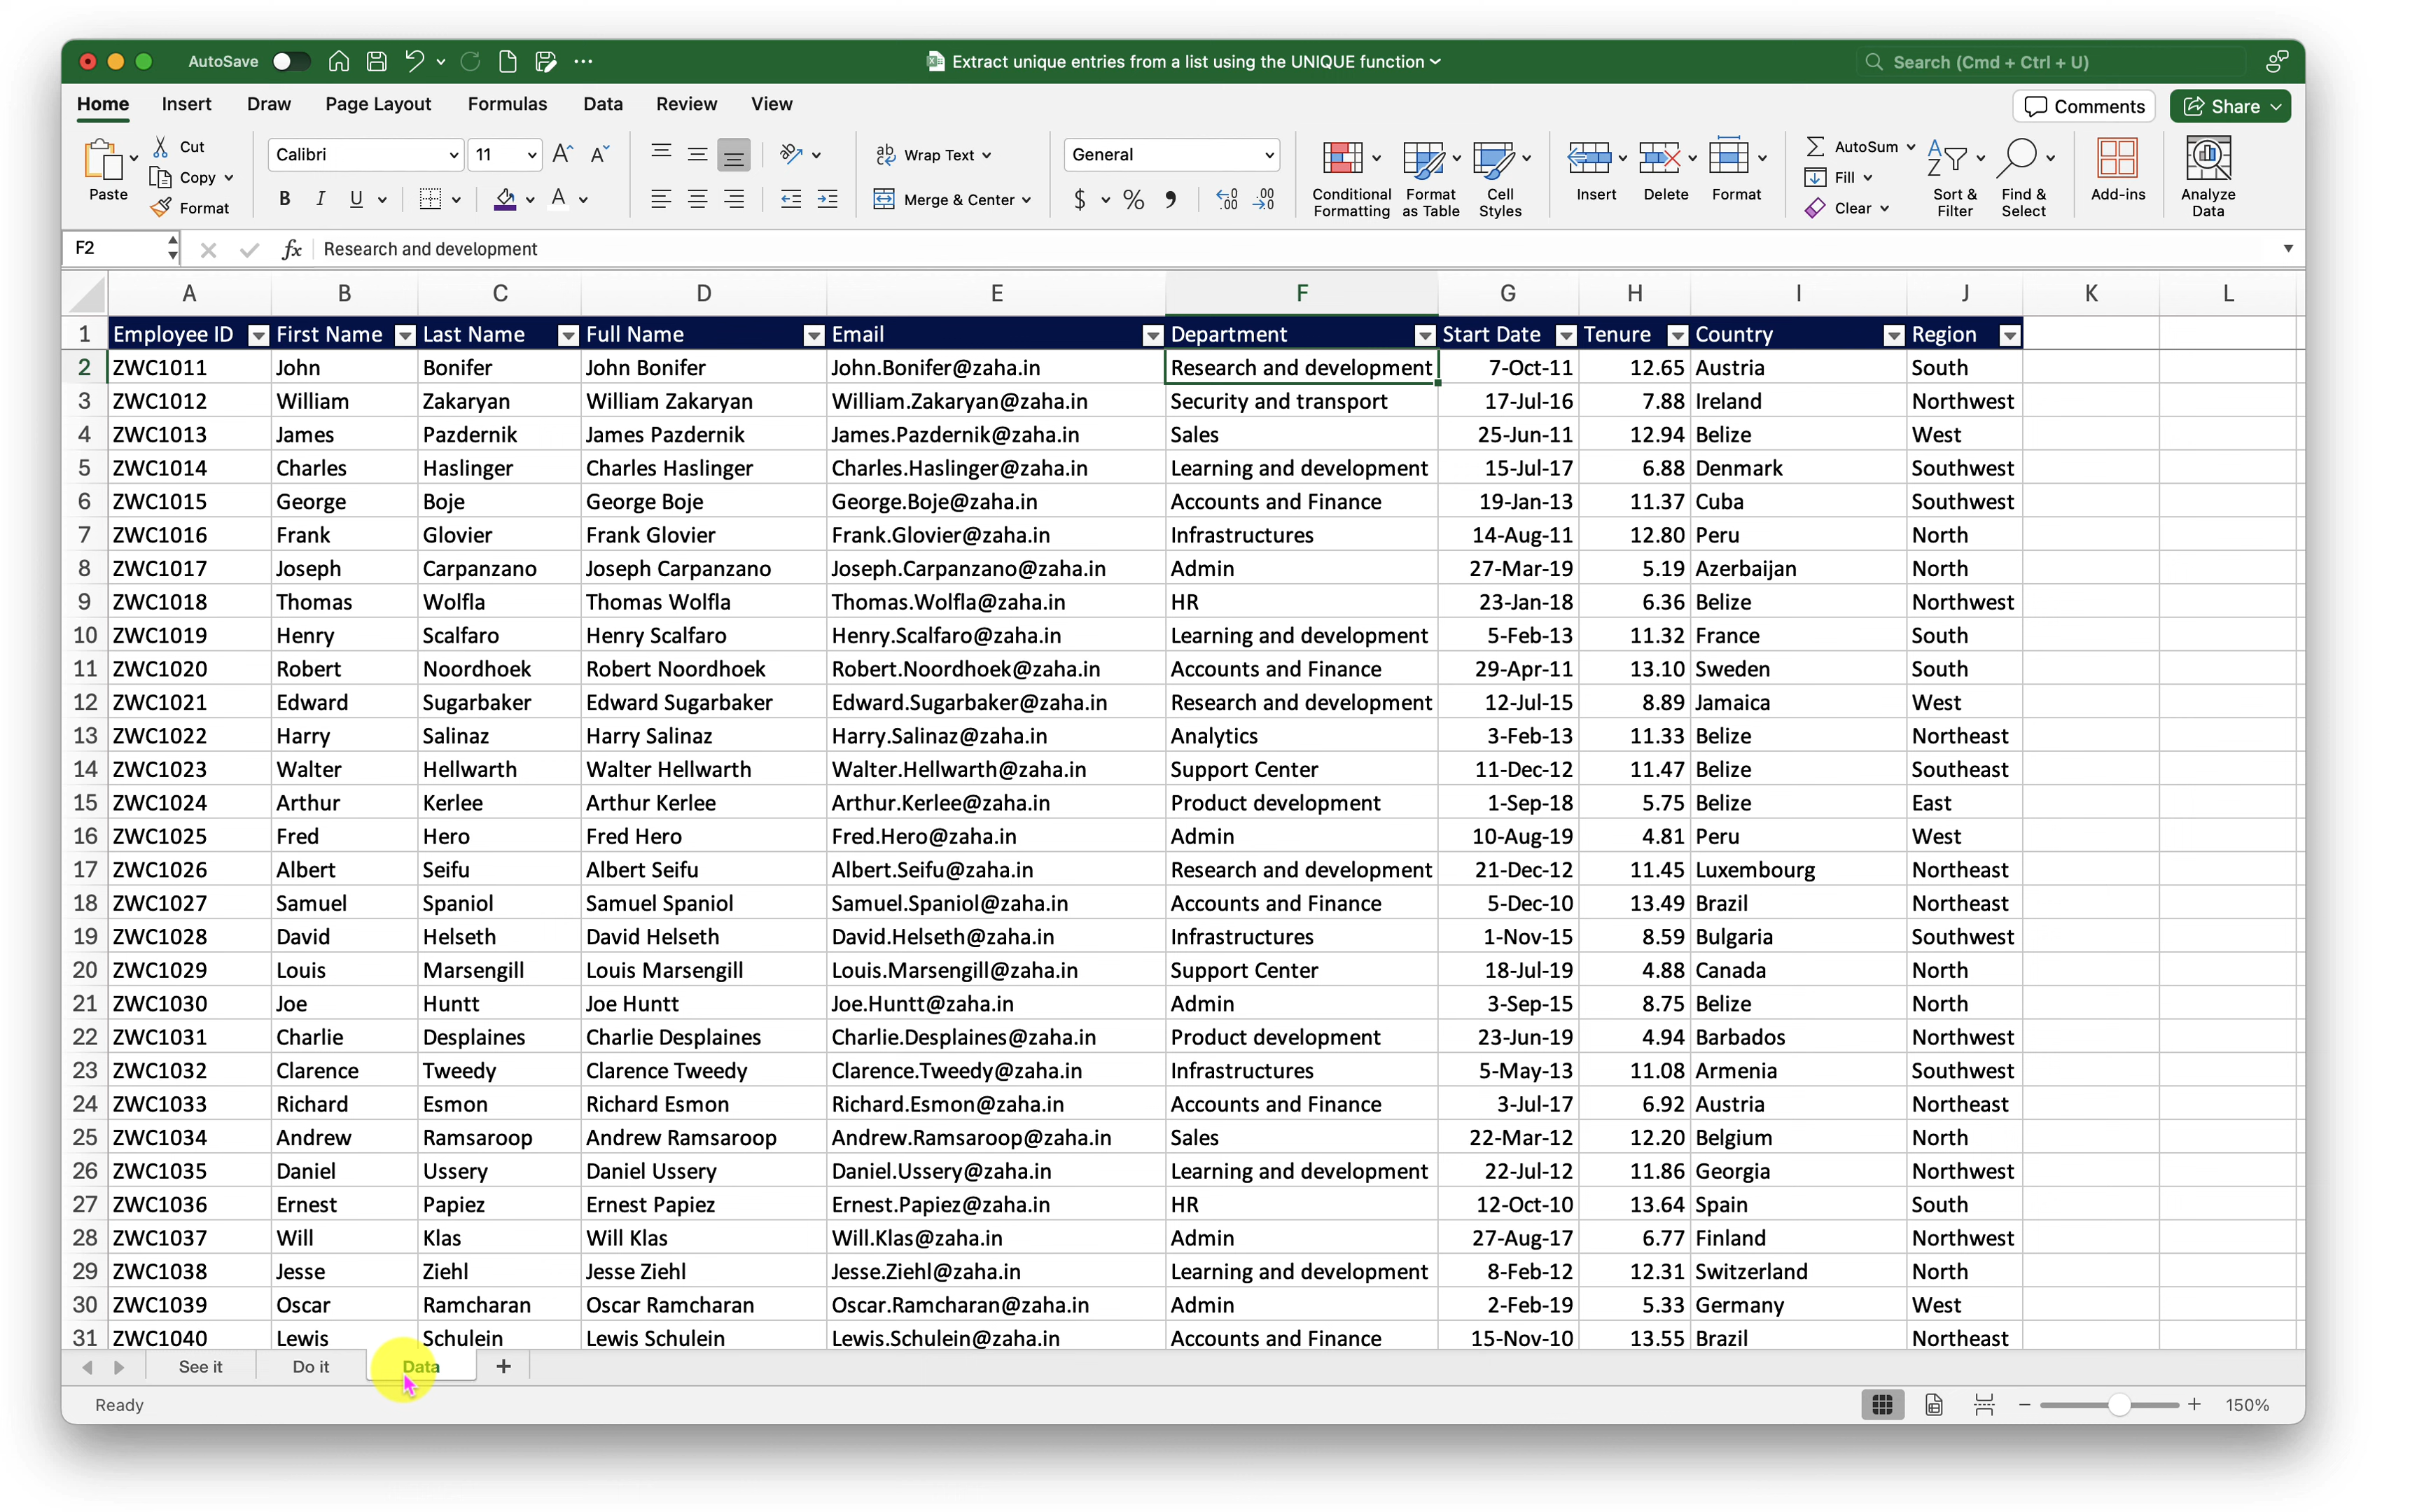 AutoSave
Extract unique entries from a list using the UNIQUE function
Search (Cmd + Ctrl + U)
Home Insert Draw Page Layout Formulas Data Review View
Comments Share
Paste Cut Copy Format
Calibri 11 A^ A˅
B I U A
ab Wrap Text
Merge & Center
General
$ % , ←0 .00 .00 →0
Conditional Formatting
Format as Table
Cell Styles
Insert Delete Format
AutoSum
Fill
Clear
Sort & Filter
Find & Select
Add-ins
Analyze Data
F2 fx Research and development
A B C D E F G H I J K L
1 Employee ID First Name Last Name Full Name Email Department Start Date Tenure Country Region
2 ZWC1011 John Bonifer John Bonifer John.Bonifer@zaha.in Research and development 7-Oct-11 12.65 Austria South
3 ZWC1012 William Zakaryan William Zakaryan William.Zakaryan@zaha.in Security and transport 17-Jul-16 7.88 Ireland Northwest
4 ZWC1013 James Pazdernik James Pazdernik James.Pazdernik@zaha.in Sales 25-Jun-11 12.94 Belize West
5 ZWC1014 Charles Haslinger Charles Haslinger Charles.Haslinger@zaha.in Learning and development 15-Jul-17 6.88 Denmark Southwest
6 ZWC1015 George Boje George Boje George.Boje@zaha.in Accounts and Finance 19-Jan-13 11.37 Cuba Southwest
7 ZWC1016 Frank Glovier Frank Glovier Frank.Glovier@zaha.in Infrastructures 14-Aug-11 12.80 Peru North
8 ZWC1017 Joseph Carpanzano Joseph Carpanzano Joseph.Carpanzano@zaha.in Admin 27-Mar-19 5.19 Azerbaijan North
9 ZWC1018 Thomas Wolfla Thomas Wolfla Thomas.Wolfla@zaha.in HR 23-Jan-18 6.36 Belize Northwest
10 ZWC1019 Henry Scalfaro Henry Scalfaro Henry.Scalfaro@zaha.in Learning and development 5-Feb-13 11.32 France South
11 ZWC1020 Robert Noordhoek Robert Noordhoek Robert.Noordhoek@zaha.in Accounts and Finance 29-Apr-11 13.10 Sweden South
12 ZWC1021 Edward Sugarbaker Edward Sugarbaker Edward.Sugarbaker@zaha.in Research and development 12-Jul-15 8.89 Jamaica West
13 ZWC1022 Harry Salinaz Harry Salinaz Harry.Salinaz@zaha.in Analytics 3-Feb-13 11.33 Belize Northeast
14 ZWC1023 Walter Hellwarth Walter Hellwarth Walter.Hellwarth@zaha.in Support Center 11-Dec-12 11.47 Belize Southeast
15 ZWC1024 Arthur Kerlee Arthur Kerlee Arthur.Kerlee@zaha.in Product development 1-Sep-18 5.75 Belize East
16 ZWC1025 Fred Hero Fred Hero Fred.Hero@zaha.in Admin 10-Aug-19 4.81 Peru West
17 ZWC1026 Albert Seifu Albert Seifu Albert.Seifu@zaha.in Research and development 21-Dec-12 11.45 Luxembourg Northeast
18 ZWC1027 Samuel Spaniol Samuel Spaniol Samuel.Spaniol@zaha.in Accounts and Finance 5-Dec-10 13.49 Brazil Northeast
19 ZWC1028 David Helseth David Helseth David.Helseth@zaha.in Infrastructures 1-Nov-15 8.59 Bulgaria Southwest
20 ZWC1029 Louis Marsengill Louis Marsengill Louis.Marsengill@zaha.in Support Center 18-Jul-19 4.88 Canada North
21 ZWC1030 Joe Huntt Joe Huntt Joe.Huntt@zaha.in Admin 3-Sep-15 8.75 Belize North
22 ZWC1031 Charlie Desplaines Charlie Desplaines Charlie.Desplaines@zaha.in Product development 23-Jun-19 4.94 Barbados Northwest
23 ZWC1032 Clarence Tweedy Clarence Tweedy Clarence.Tweedy@zaha.in Infrastructures 5-May-13 11.08 Armenia Southwest
24 ZWC1033 Richard Esmon Richard Esmon Richard.Esmon@zaha.in Accounts and Finance 3-Jul-17 6.92 Austria Northeast
25 ZWC1034 Andrew Ramsaroop Andrew Ramsaroop Andrew.Ramsaroop@zaha.in Sales 22-Mar-12 12.20 Belgium North
26 ZWC1035 Daniel Ussery Daniel Ussery Daniel.Ussery@zaha.in Learning and development 22-Jul-12 11.86 Georgia Northwest
27 ZWC1036 Ernest Papiez Ernest Papiez Ernest.Papiez@zaha.in HR 12-Oct-10 13.64 Spain South
28 ZWC1037 Will Klas Will Klas Will.Klas@zaha.in Admin 27-Aug-17 6.77 Finland Northwest
29 ZWC1038 Jesse Ziehl Jesse Ziehl Jesse.Ziehl@zaha.in Learning and development 8-Feb-12 12.31 Switzerland North
30 ZWC1039 Oscar Ramcharan Oscar Ramcharan Oscar.Ramcharan@zaha.in Admin 2-Feb-19 5.33 Germany West
31 ZWC1040 Lewis Schulein Lewis Schulein Lewis.Schulein@zaha.in Accounts and Finance 15-Nov-10 13.55 Brazil Northeast
See it Do it Data +
Ready 150%